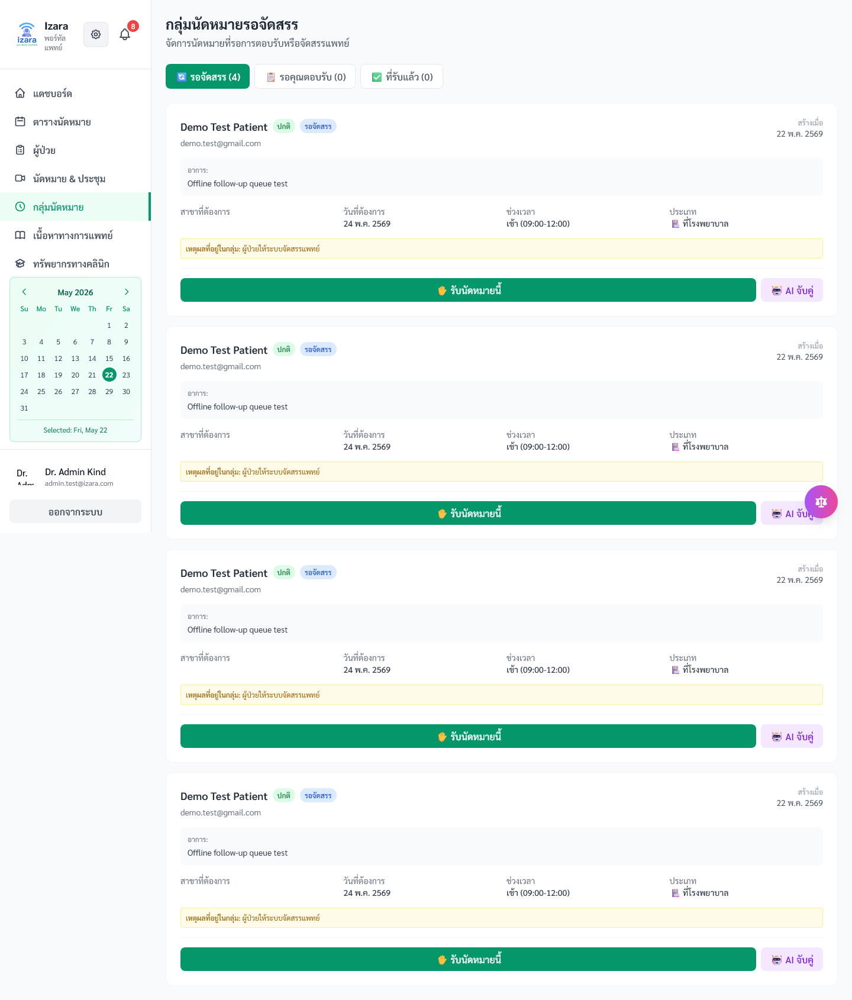 Izara
พอร์ทัล
แพทย์
8
izara
แดชบอร์ด
ตารางนัดหมาย
ผู้ป่วย
นัดหมาย & ประชุม
กลุ่มนัดหมาย
เนื้อหาทางการแพทย์
ทรัพยากรทางคลินิก
May 2026
Su Mo Tu We Th Fr Sa
1 2
3 4 5 6 7 8 9
10 11 12 13 14 15 16
17 18 19 20 21 22 23
24 25 26 27 28 29 30
31
Selected: Fri, May 22
Dr.
Adm
Dr. Admin Kind
admin.test@izara.com
ออกจากระบบ
กลุ่มนัดหมายรอจัดสรร
จัดการนัดหมายที่รอการตอบรับหรือจัดสรรแพทย์
รอจัดสรร (4) รอคุณตอบรับ (0) ที่รับแล้ว (0)
Demo Test Patient ปกติ รอจัดสรร
demo.test@gmail.com
สร้างเมื่อ
22 พ.ค. 2569
อาการ:
Offline follow-up queue test
สาขาที่ต้องการ วันที่ต้องการ ช่วงเวลา ประเภท
24 พ.ค. 2569 เช้า (09:00-12:00) ที่โรงพยาบาล
เหตุผลที่อยู่ในกลุ่ม: ผู้ป่วยให้ระบบจัดสรรแพทย์
รับนัดหมายนี้ AI จับคู่
Demo Test Patient ปกติ รอจัดสรร
demo.test@gmail.com
สร้างเมื่อ
22 พ.ค. 2569
อาการ:
Offline follow-up queue test
สาขาที่ต้องการ วันที่ต้องการ ช่วงเวลา ประเภท
24 พ.ค. 2569 เช้า (09:00-12:00) ที่โรงพยาบาล
เหตุผลที่อยู่ในกลุ่ม: ผู้ป่วยให้ระบบจัดสรรแพทย์
รับนัดหมายนี้ AI จับคู่
Demo Test Patient ปกติ รอจัดสรร
demo.test@gmail.com
สร้างเมื่อ
22 พ.ค. 2569
อาการ:
Offline follow-up queue test
สาขาที่ต้องการ วันที่ต้องการ ช่วงเวลา ประเภท
24 พ.ค. 2569 เช้า (09:00-12:00) ที่โรงพยาบาล
เหตุผลที่อยู่ในกลุ่ม: ผู้ป่วยให้ระบบจัดสรรแพทย์
รับนัดหมายนี้ AI จับคู่
Demo Test Patient ปกติ รอจัดสรร
demo.test@gmail.com
สร้างเมื่อ
22 พ.ค. 2569
อาการ:
Offline follow-up queue test
สาขาที่ต้องการ วันที่ต้องการ ช่วงเวลา ประเภท
24 พ.ค. 2569 เช้า (09:00-12:00) ที่โรงพยาบาล
เหตุผลที่อยู่ในกลุ่ม: ผู้ป่วยให้ระบบจัดสรรแพทย์
รับนัดหมายนี้ AI จับคู่